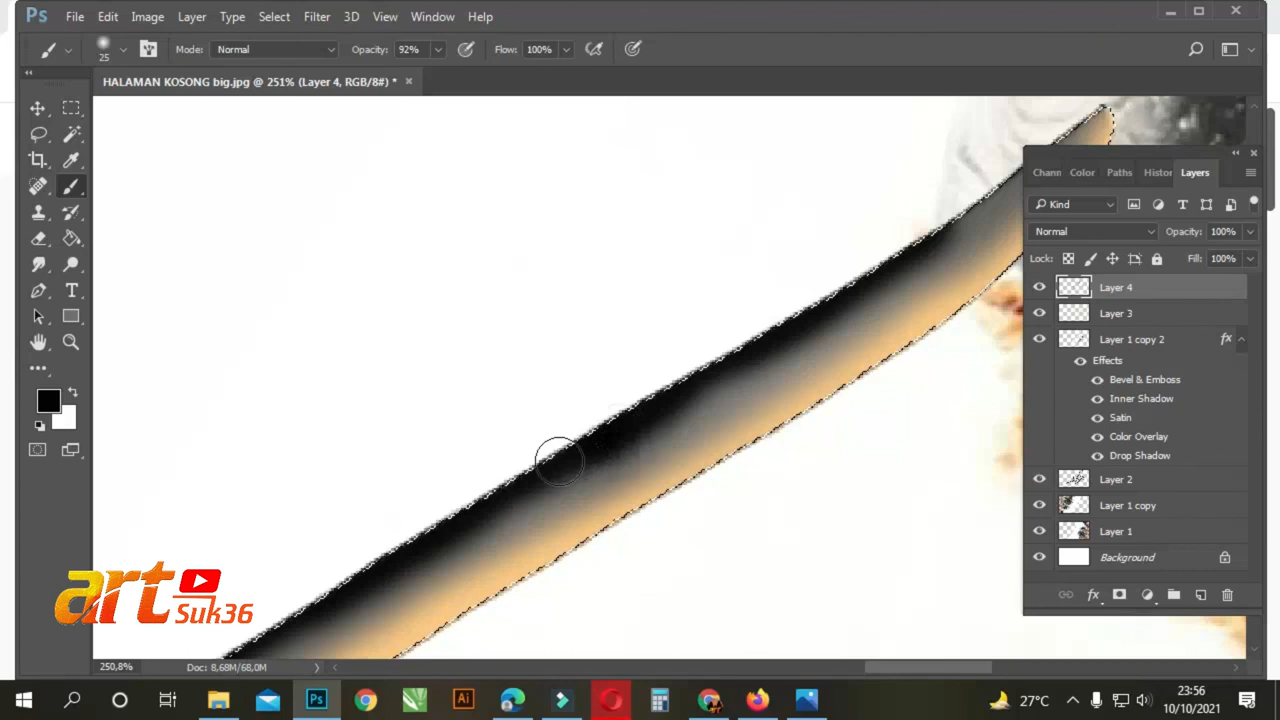 Ps File Edit Image Layer Type Select Filter 3D View Window Help
25 Mode: Normal Opacity: 92% Flow: 100%
HALAMAN KOSONG big.jpg @ 251% (Layer 4, RGB/8#) *
Chann Color Paths Histor Layers
Kind
Normal Opacity: 100%
Lock: Fill: 100%
Layer 4
Layer 3
Layer 1 copy 2 fx
Effects
Bevel & Emboss
Inner Shadow
Satin
Color Overlay
Drop Shadow
Layer 2
Layer 1 copy
Layer 1
Background
fx
art
Suk36
250,8% Doc: 8,68M/68,0M
Ps Ai 27°C 23:56
10/10/2021